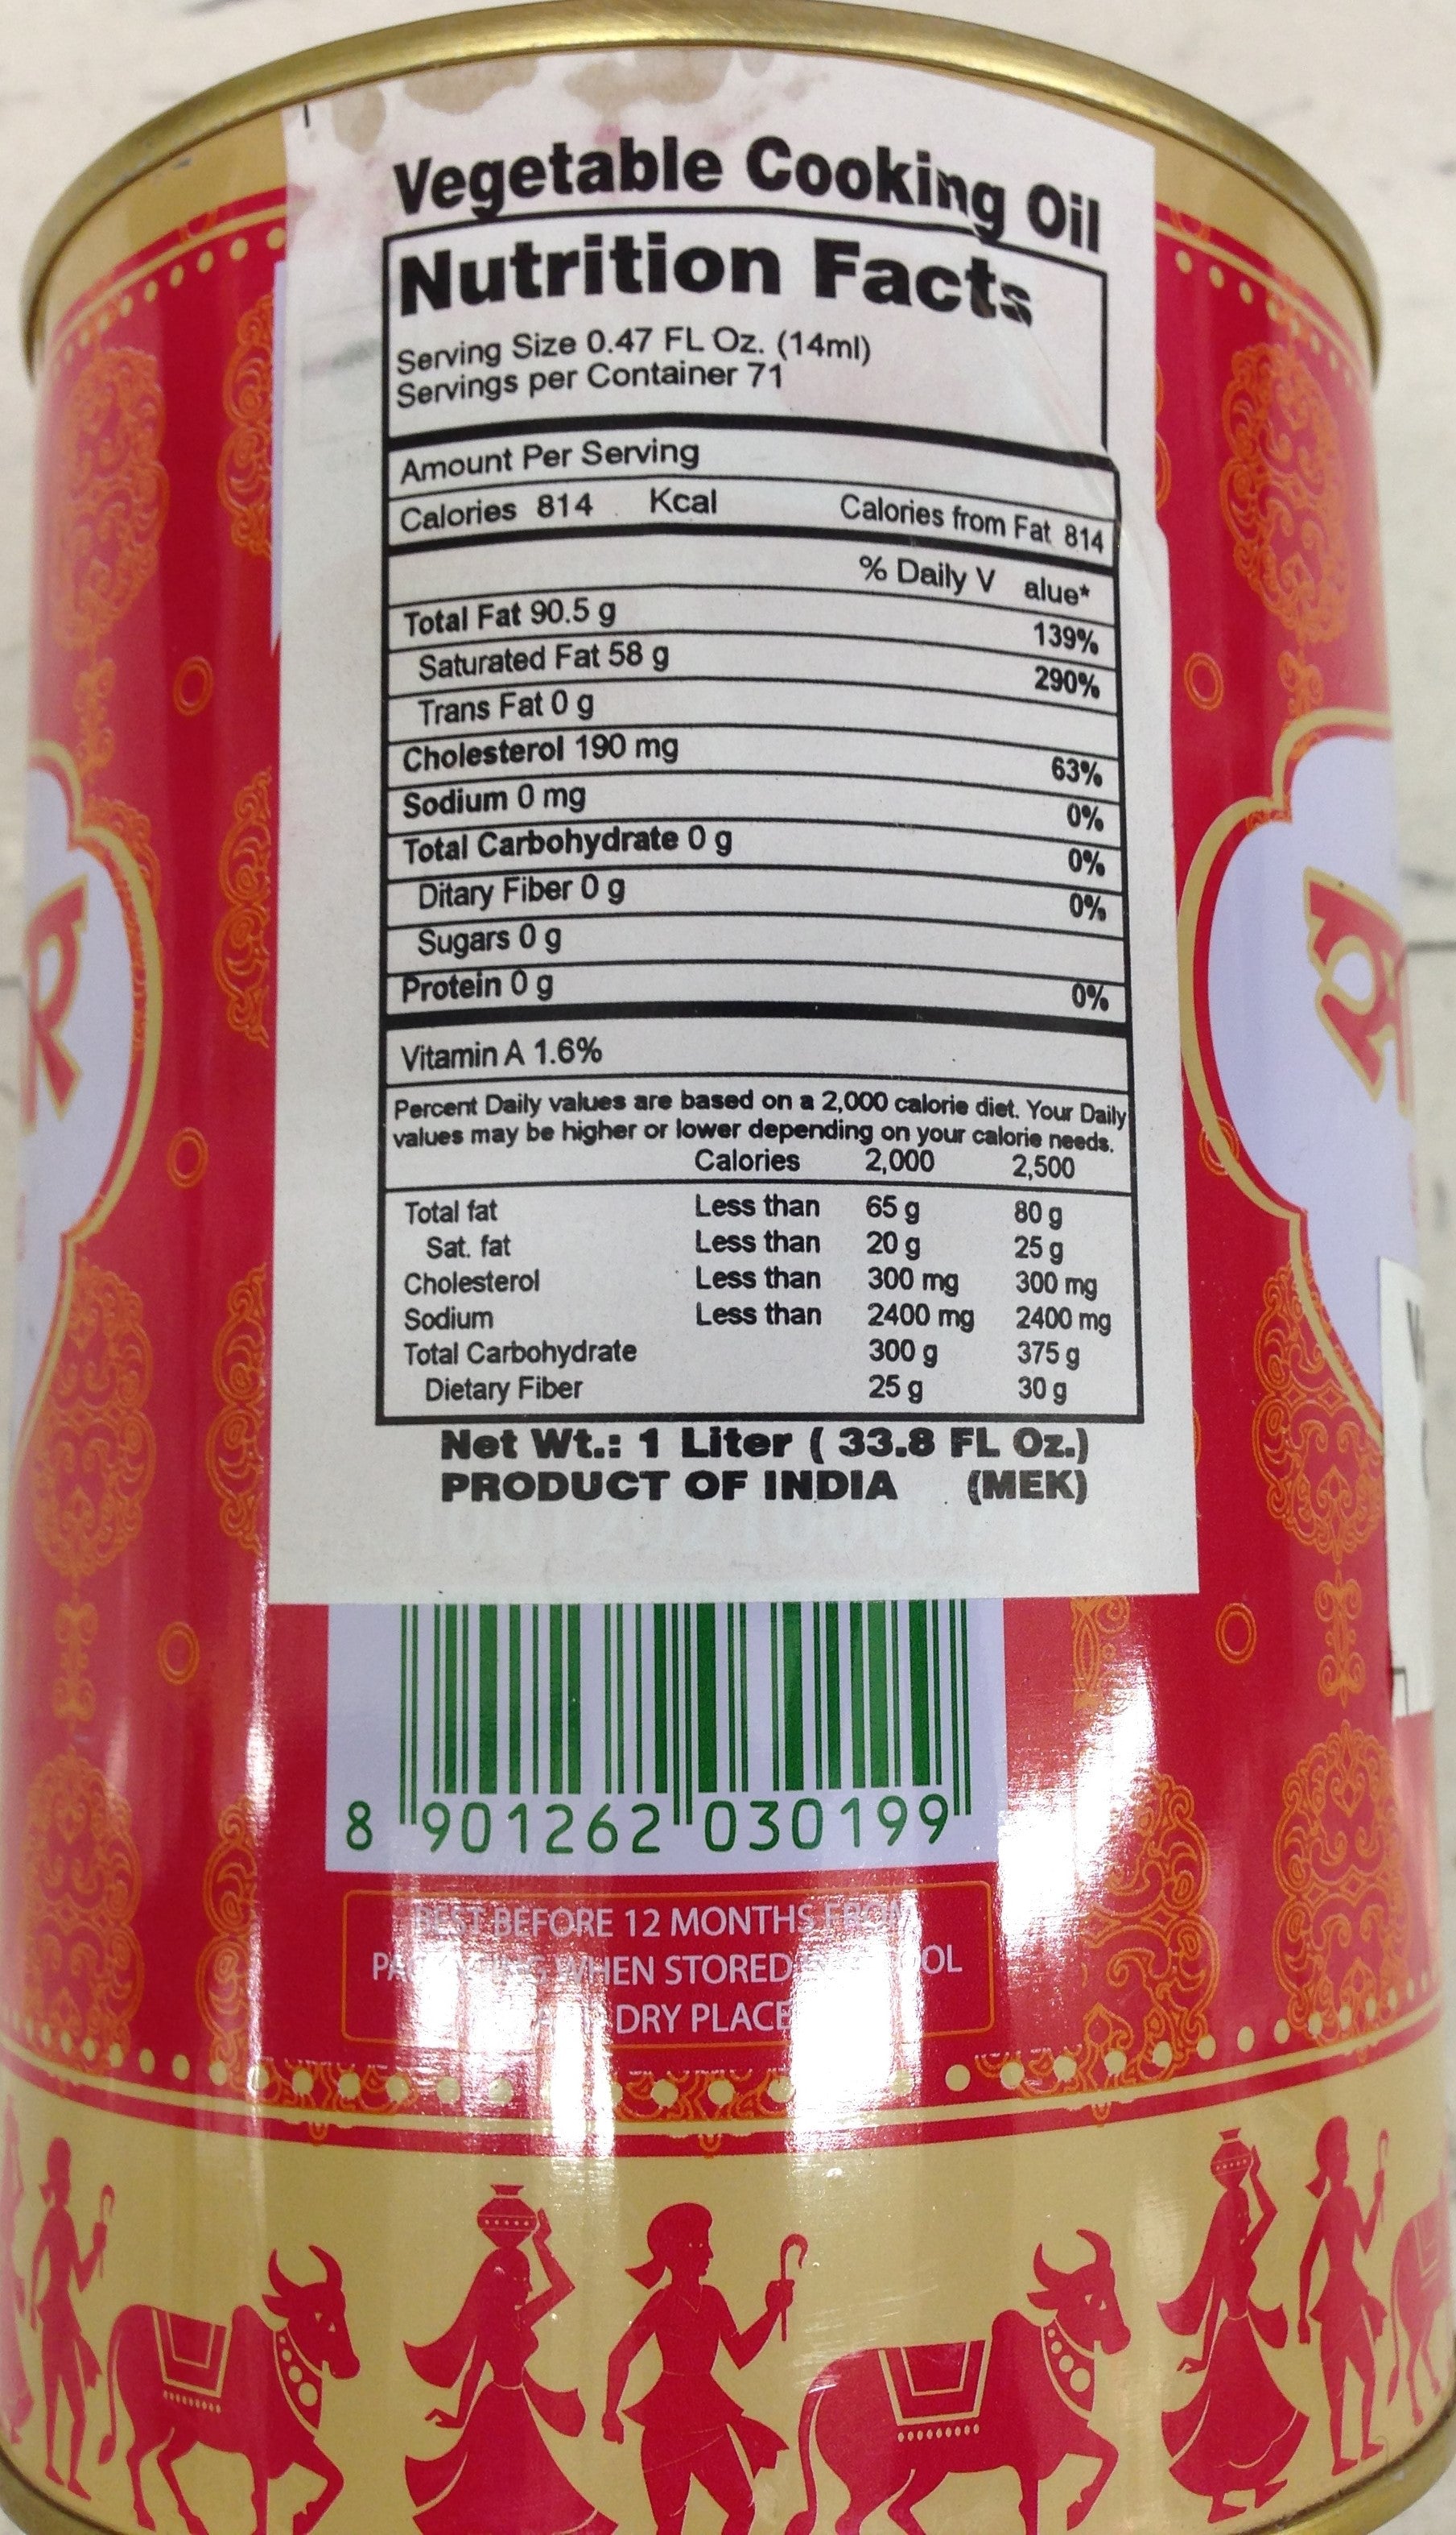 Vegetable Cooking Oil
Nutrition Facts
Serving Size 0.47 FL Oz. (14ml)
Servings per Container 71
Amount Per Serving
Calories 814 Kcal Calories from Fat 814
% Daily V alue*
Total Fat 90.5 g 139%
Saturated Fat 58 g 290%
Trans Fat 0 g
Cholesterol 190 mg 63%
Sodium 0 mg 0%
Total Carbohydrate 0 g 0%
Ditary Fiber 0 g 0%
Sugars 0 g
Protein 0 g 0%
Vitamin A 1.6%
Percent Daily values are based on a 2,000 calorie diet. Your Daily
values may be higher or lower depending on your calorie needs.
Calories 2,000 2,500
Total fat Less than 65 g 80 g
Sat. fat Less than 20 g 25 g
Cholesterol Less than 300 mg 300 mg
Sodium Less than 2400 mg 2400 mg
Total Carbohydrate 300 g 375 g
Dietary Fiber 25 g 30 g
Net Wt.: 1 Liter ( 33.8 FL Oz.)
PRODUCT OF INDIA (MEK)
8 901262 030199
BEST BEFORE 12 MONTHS FROM
WHEN STORED
DRY PLACE